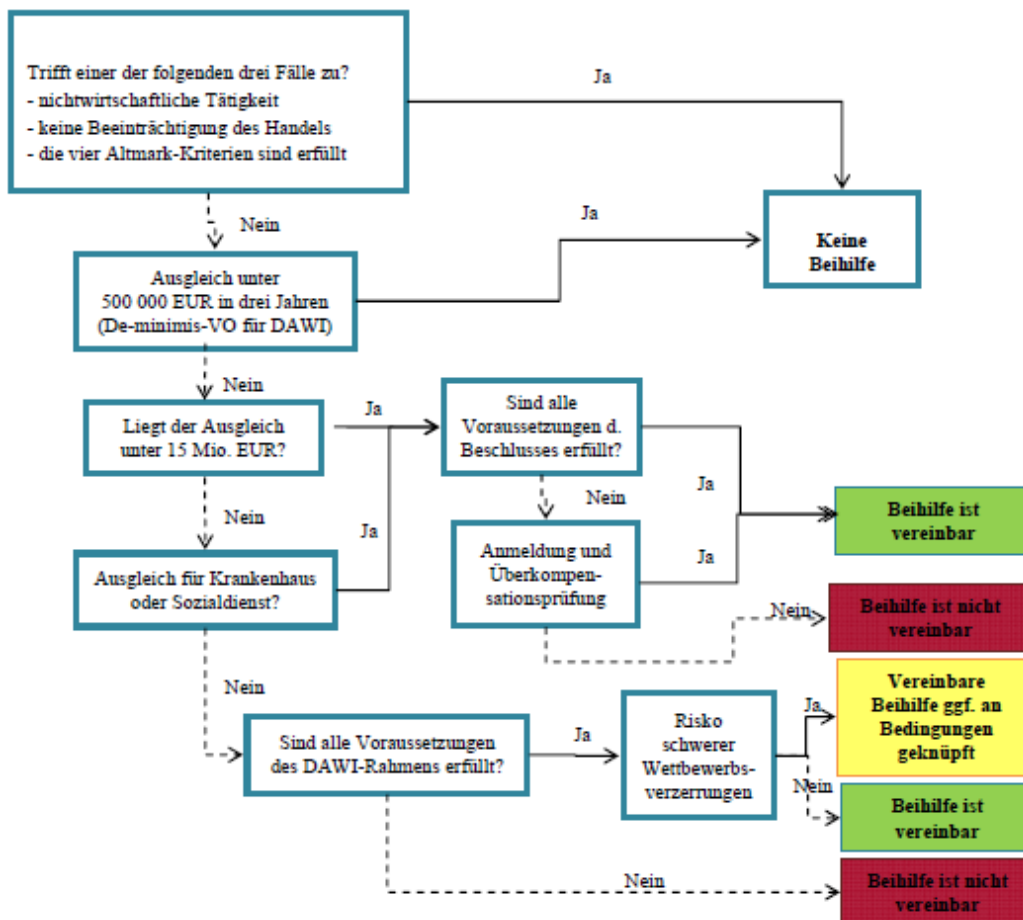 Trifft einer der folgenden drei Fälle zu?
- nichtwirtschaftliche Tätigkeit
- keine Beeinträchtigung des Handels
- die vier Altmark-Kriterien sind erfüllt
Ja
Nein
Keine
Beihilfe
Ausgleich unter
500 000 EUR in drei Jahren
(De-minimis-VO für DAWI)
Ja
Nein
Liegt der Ausgleich
unter 15 Mio. EUR?
Ja
Sind alle
Voraussetzungen d.
Beschlusses erfüllt?
Ja
Nein
Nein
Beihilfe ist
vereinbar
Ausgleich für Krankenhaus
oder Sozialdienst?
Ja
Anmeldung und
Überkompen-
sationsprüfung
Ja
Nein
Beihilfe ist nicht
vereinbar
Nein
Sind alle Voraussetzungen
des DAWI-Rahmens erfüllt?
Ja
Risiko
schwerer
Wettbewerbs-
verzerrungen
Ja
Vereinbare
Beihilfe ggf. an
Bedingungen
geknüpft
Nein
Beihilfe ist
vereinbar
Nein
Beihilfe ist nicht
vereinbar